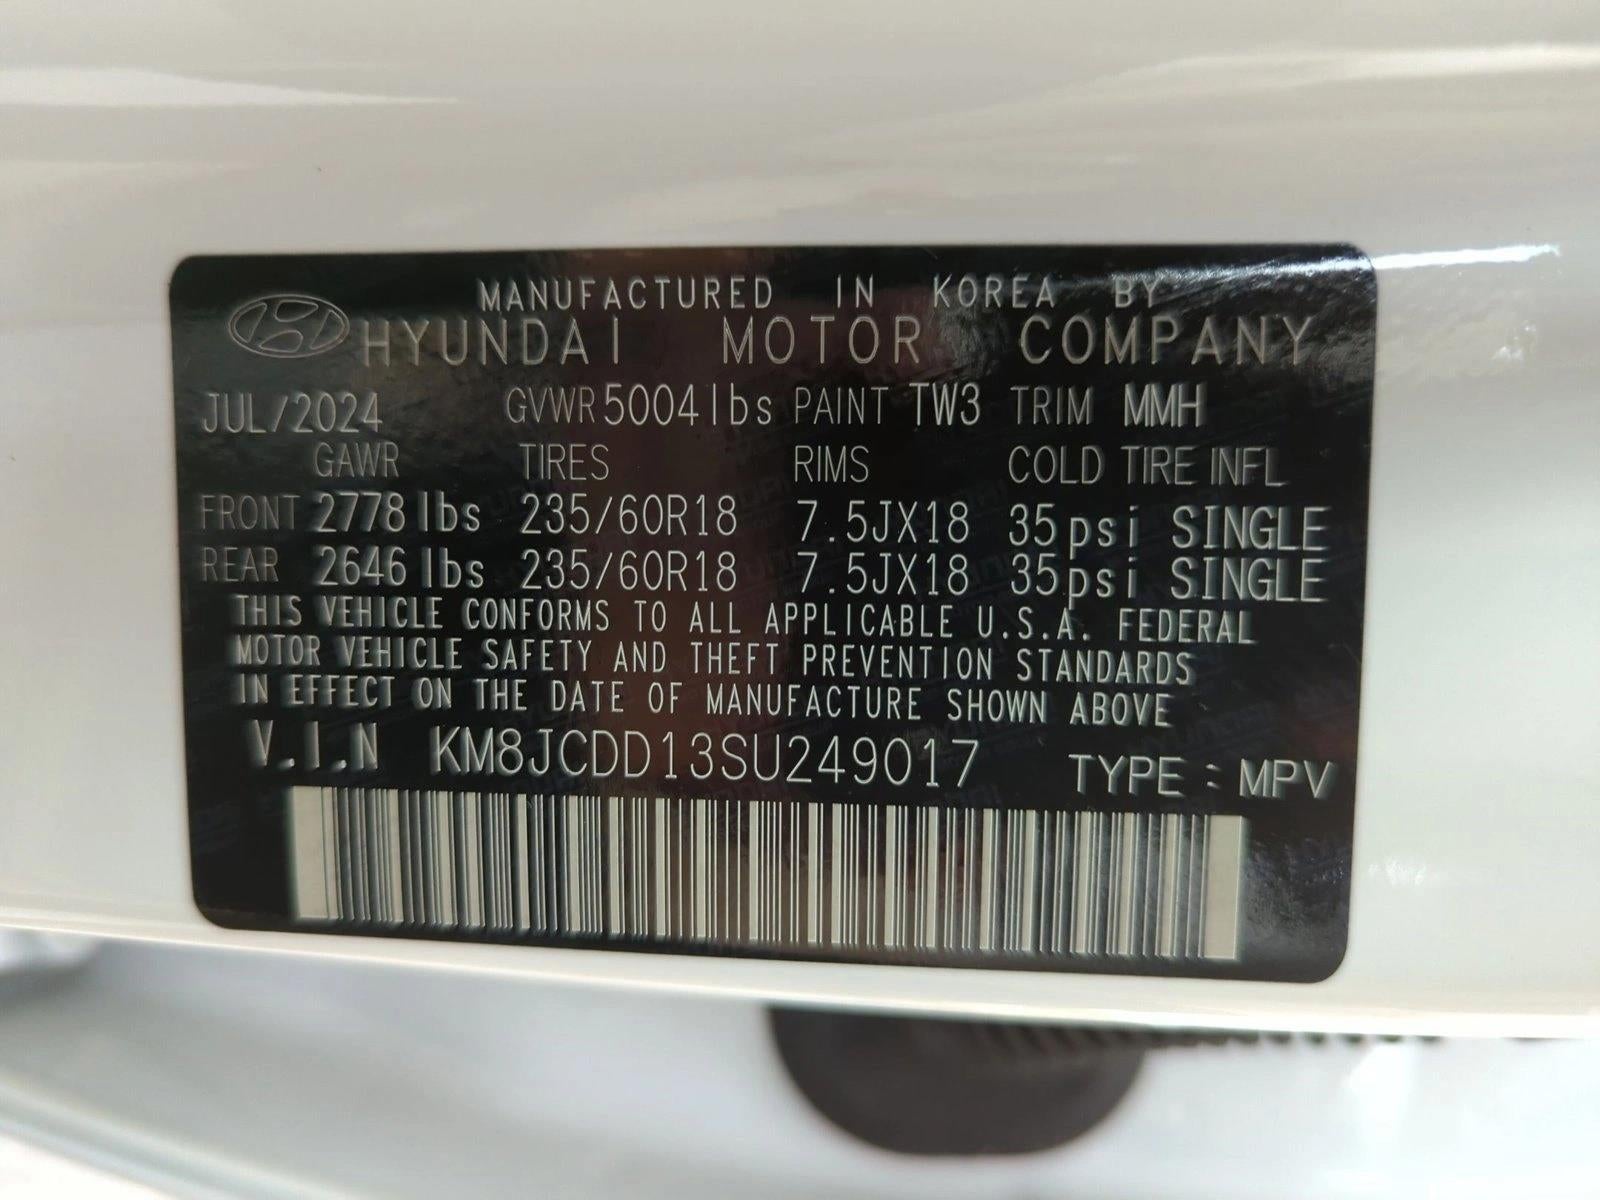 MANUFACTURED IN KOREA BY
HYUNDAI MOTOR COMPANY
JUL/2024 GVWR 5004lbs PAINT TW3 TRIM MMH
GAWR TIRES RIMS COLD TIRE INFL
FRONT 2778 lbs 235/60R18 7.5JX18 35psi SINGLE
REAR 2646 lbs 235/60R18 7.5JX18 35psi SINGLE
THIS VEHICLE CONFORMS TO ALL APPLICABLE U.S.A. FEDERAL
MOTOR VEHICLE SAFETY AND THEFT PREVENTION STANDARDS
IN EFFECT ON THE DATE OF MANUFACTURE SHOWN ABOVE
V.I.N KM8JCDD13SU249017 TYPE : MPV